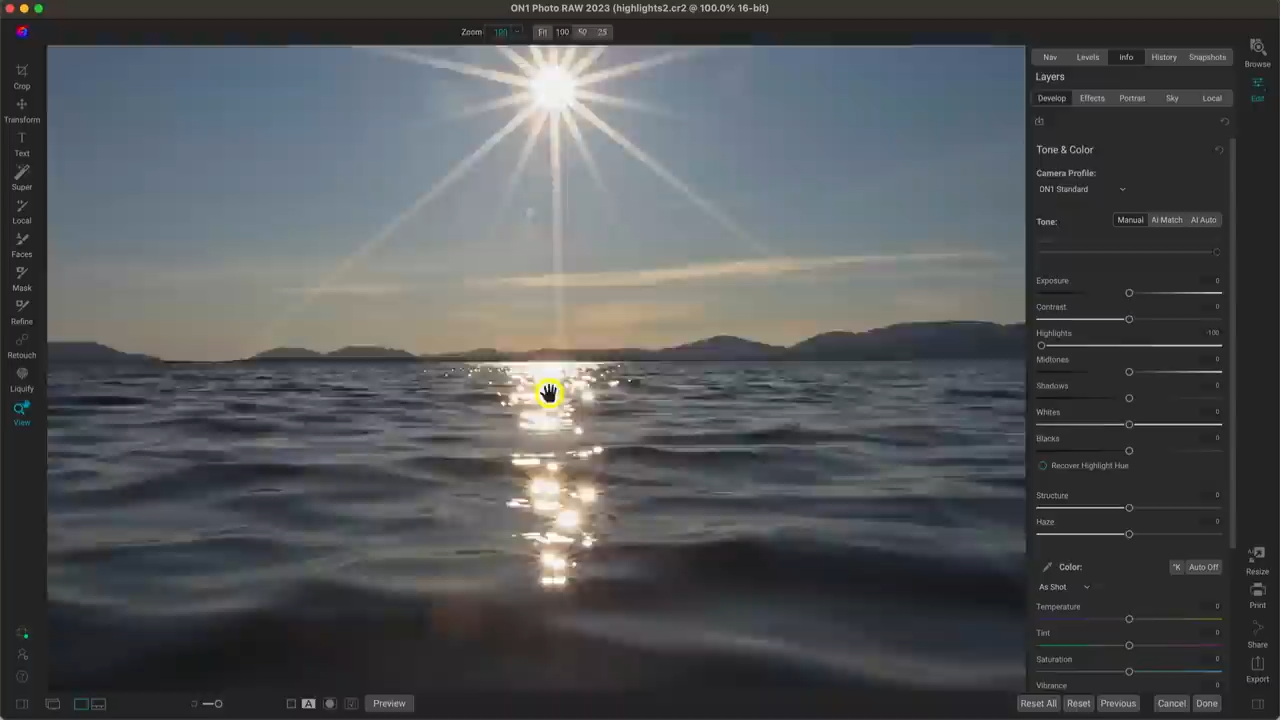 ON1 Photo RAW 2023 (highlights2.cr2 @ 100.0% 16-bit)
Zoom 100 Fit 100 50 25
Crop
Transform
Text
Super
Local
Faces
Mask
Refine
Retouch
Liquify
View
Nav Levels Info History Snapshots
Layers
Develop Effects Portrait Sky Local
Tone & Color
Camera Profile:
ON1 Standard
Tone: Manual AI Match AI Auto
Exposure 0
Contrast 0
Highlights -100
Midtones 0
Shadows 0
Whites 0
Blacks 0
Recover Highlight Hue
Structure 0
Haze 0
Color: °K Auto Off
As Shot
Temperature 0
Tint 0
Saturation 0
Vibrance
Browse
Edit
Resize
Print
Share
Export
A Preview
Reset All Reset Previous Cancel Done